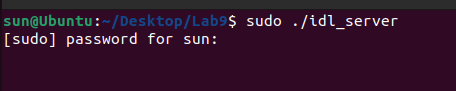 sun@Ubuntu:~/Desktop/Lab9$ sudo ./idl_server
[sudo] password for sun: